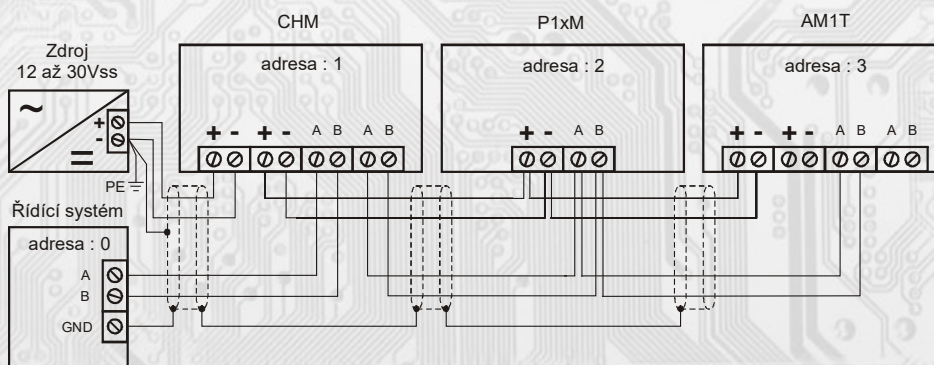 CHM
P1xM
AM1T
Zdroj
12 až 30Vss
adresa : 1
adresa : 2
adresa : 3
~
=
+
-
PE
+ - + - A B A B
+ - A B
+ - + - A B A B
Řídící systém
adresa : 0
A
B
GND